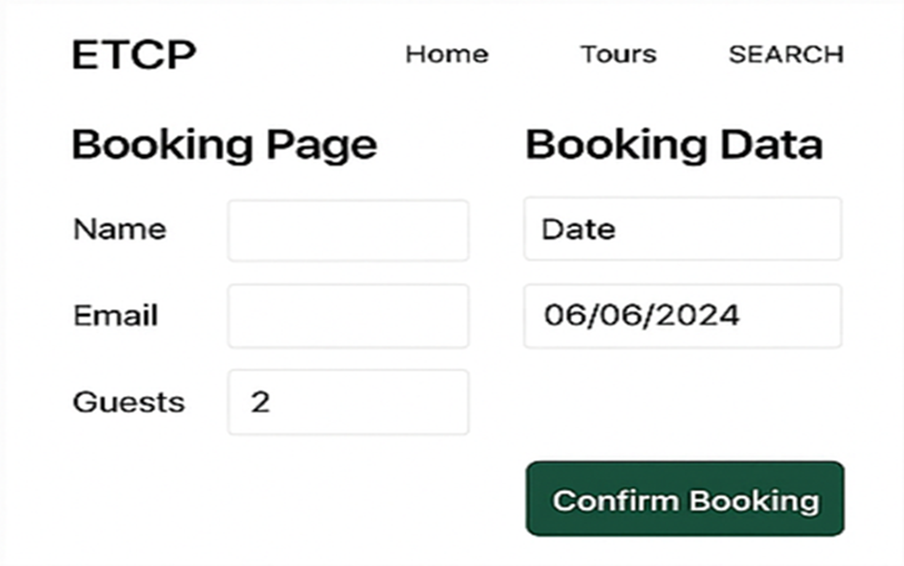 ETCP Home Tours SEARCH
Booking Page
Name
Email
Guests 2
Booking Data
Date
06/06/2024
Confirm Booking